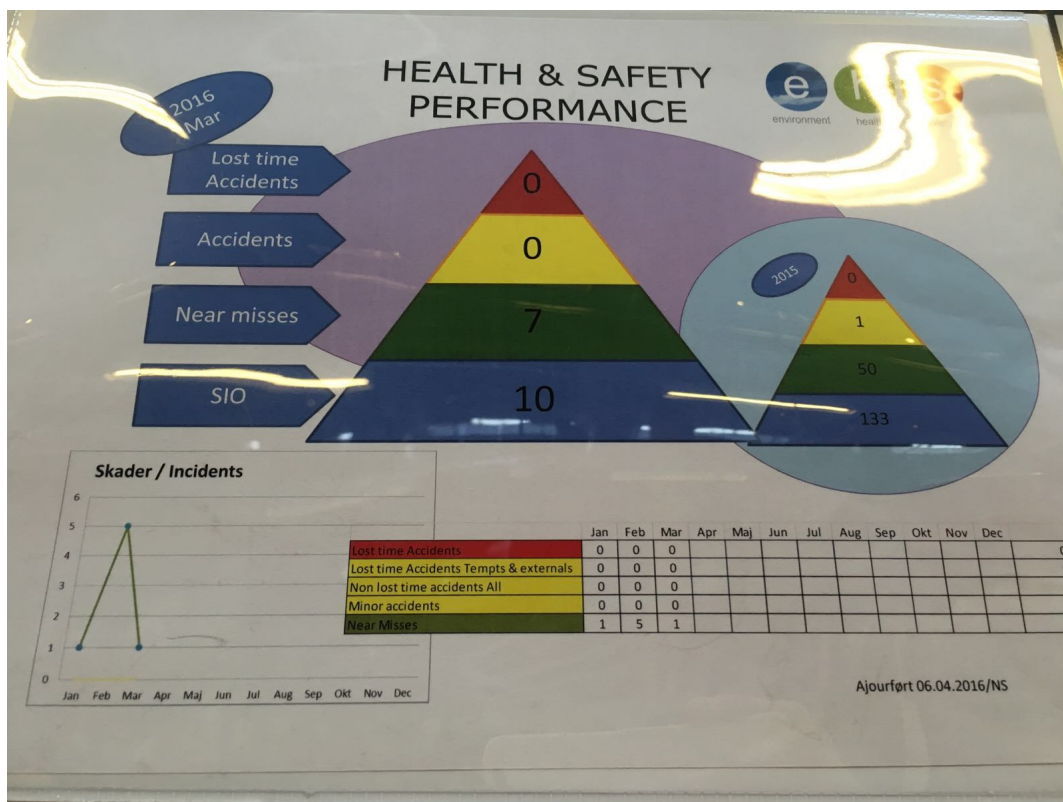 HEALTH & SAFETY
PERFORMANCE
2016
Mar
e
environment
Lost time
Accidents
0
Accidents
0
Near misses
7
SIO
10
2015
0
1
50
133
Skader / Incidents
6
5
4
3
2
1
0
Jan Feb Mar Apr Maj Jun Jul Aug Sep Okt Nov Dec
Jan Feb Mar Apr Maj Jun Jul Aug Sep Okt Nov Dec
Lost time Accidents 0 0 0
Lost time Accidents Tempts & externals 0 0 0
Non lost time accidents All 0 0 0
Minor accidents 0 0 0
Near Misses 1 5 1
Ajourført 06.04.2016/NS